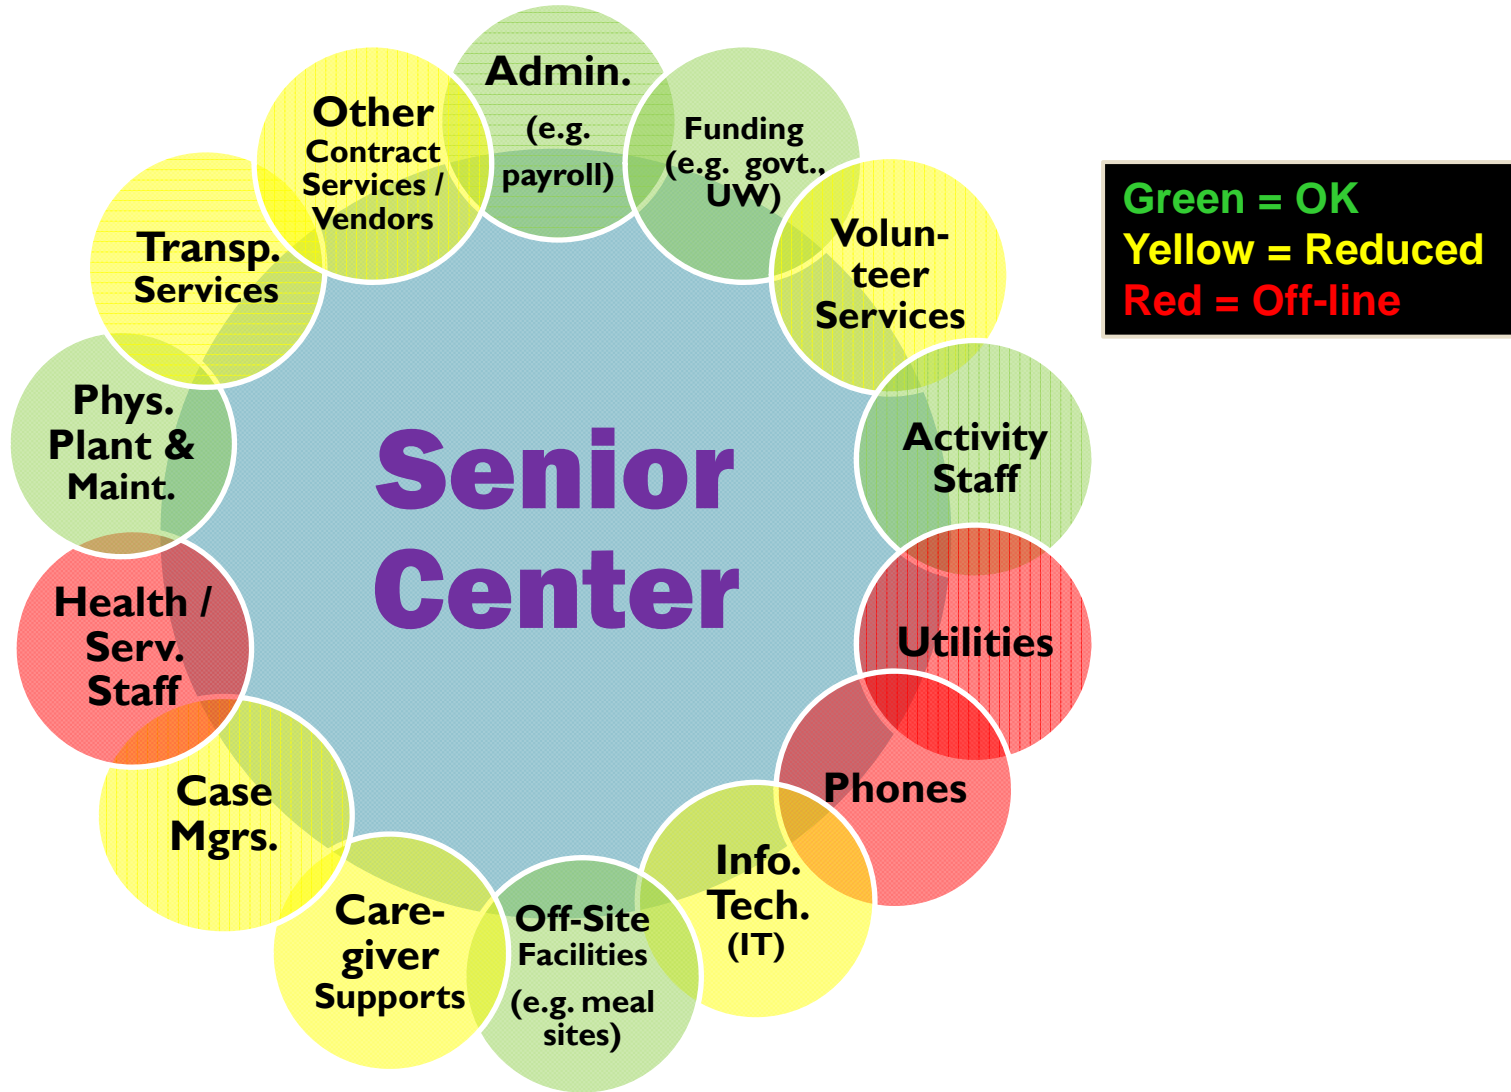 Admin.
(e.g.
payroll)
Funding
(e.g. govt.,
UW)
Volun-
teer
Services
Activity
Staff
Utilities
Phones
Info.
Tech.
(IT)
Off-Site
Facilities
(e.g. meal
sites)
Care-
giver
Supports
Case
Mgrs.
Health /
Serv.
Staff
Phys.
Plant &
Maint.
Transp.
Services
Other
Contract
Services /
Vendors
Senior
Center
Green = OK
Yellow = Reduced
Red = Off-line